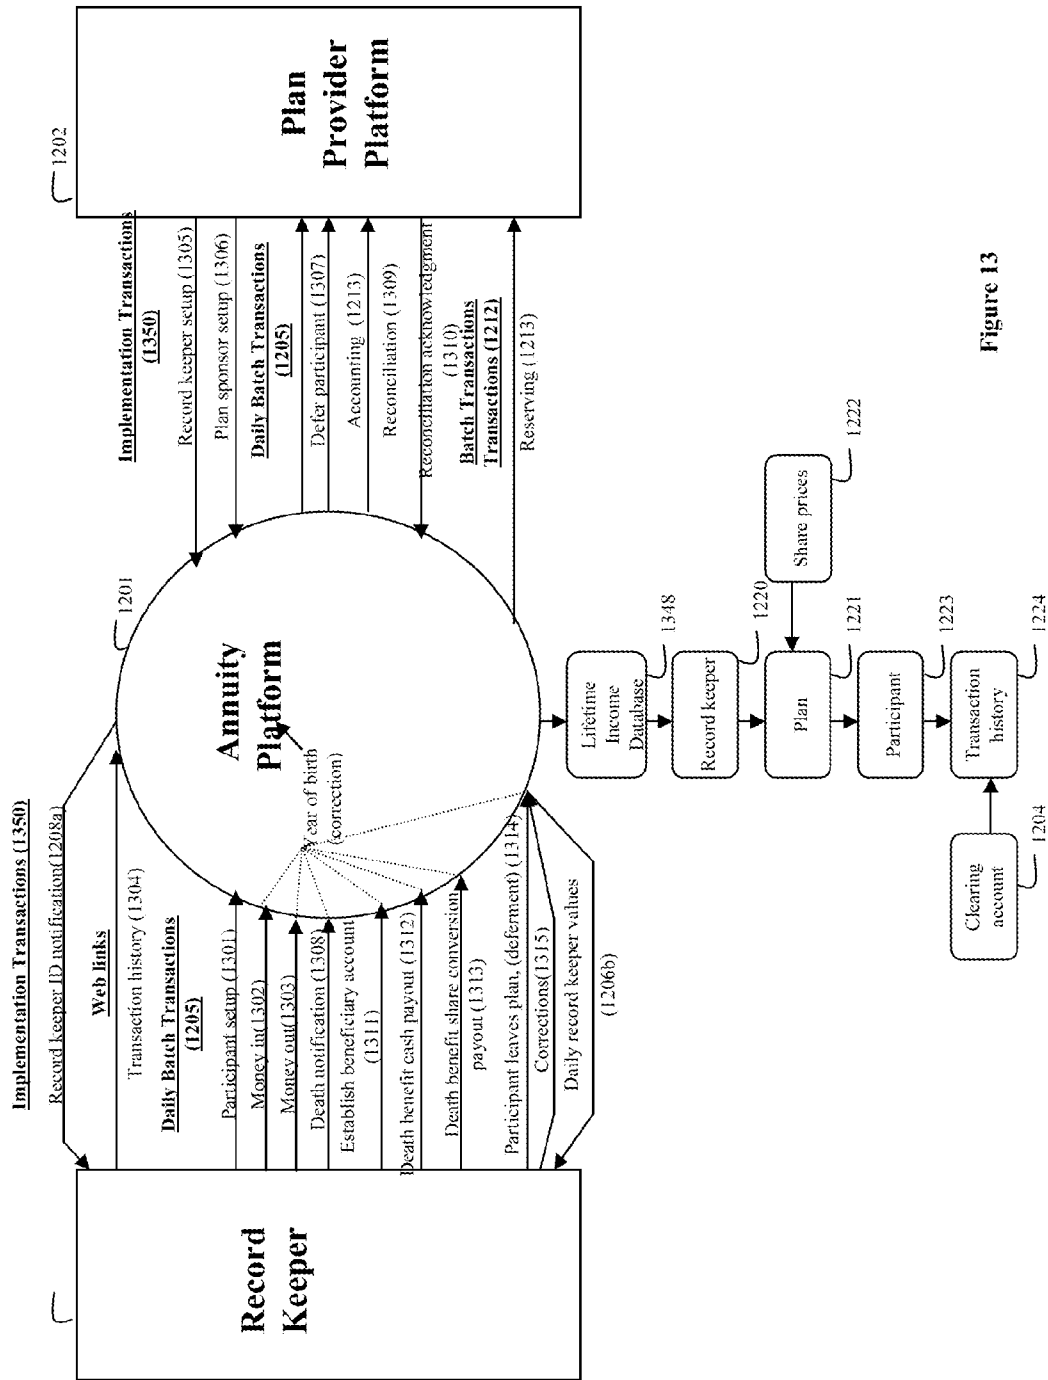 Implementation Transactions (1350)
Record keeper ID notification(1208a)
Web links
Transaction history (1304)
Daily Batch Transactions
(1205)
Participant setup (1301)
Money in(1302)
Money out(1303)
Death notification (1308)
Establish beneficiary account
(1311)
Death benefit cash payout (1312)
Death benefit share conversion
payout (1313)
Participant leaves plan, (deferment) (1314)
Corrections(1315)
Daily record keeper values
(1206b)
Record
Keeper
1201
Annuity
Platform
year of birth
(correction)
Implementation Transactions
(1350)
Record keeper setup (1305)
Plan sponsor setup (1306)
Daily Batch Transactions
(1205)
Defer participant (1307)
Accounting (1213)
Reconciliation (1309)
Reconciliation acknowledgment
(1310)
Batch Transactions
Transactions (1212)
Reserving (1213)
1202
Plan
Provider
Platform
Lifetime
Income
Database
1348
Record keeper
1220
Share prices
1222
Plan
1221
Participant
1223
Transaction
history
1224
Clearing
account
1204
Figure 13